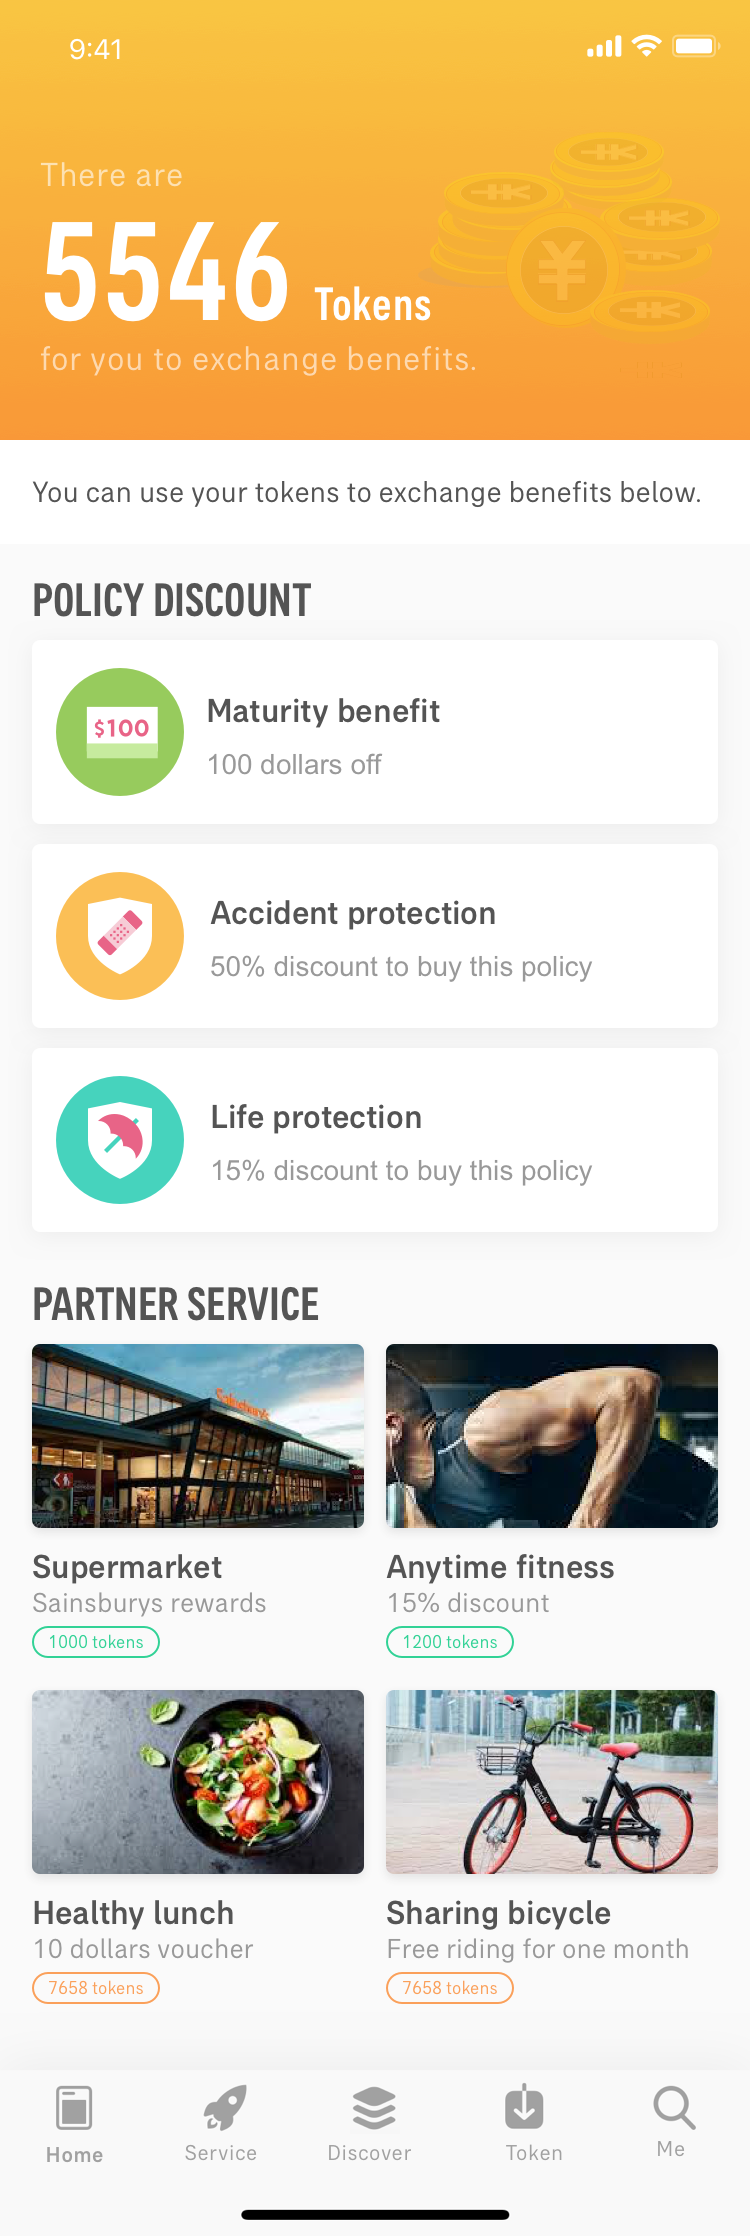 9:41
There are
5546 Tokens
for you to exchange benefits.
¥
You can use your tokens to exchange benefits below.
POLICY DISCOUNT
$100
Maturity benefit
100 dollars off
Accident protection
50% discount to buy this policy
Life protection
15% discount to buy this policy
PARTNER SERVICE
Sainsbury's
Supermarket
Sainsburys rewards
1000 tokens
Anytime fitness
15% discount
1200 tokens
Healthy lunch
10 dollars voucher
7658 tokens
Sharing bicycle
Free riding for one month
7658 tokens
Home
Service
Discover
Token
Me